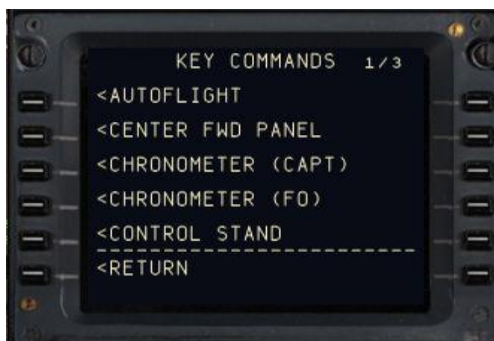 KEY COMMANDS 1/3
<AUTOFLIGHT
<CENTER FWD PANEL
<CHRONOMETER (CAPT)
<CHRONOMETER (FO)
<CONTROL STAND
<RETURN